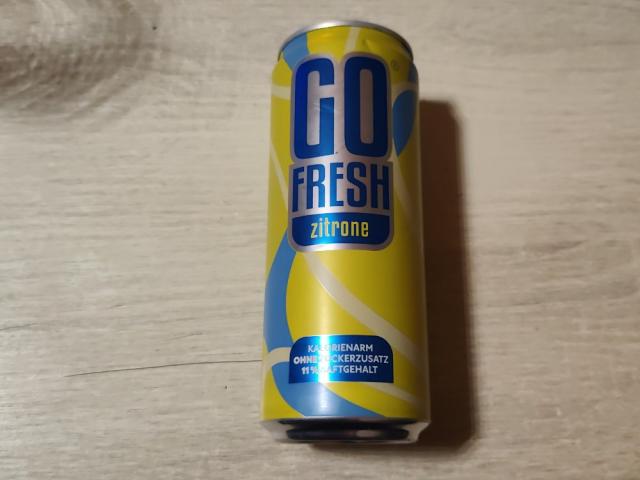 GO
FRESH
zitrone
KALORIENARM
OHNE ZUCKERZUSATZ
11% SAFTGEHALT